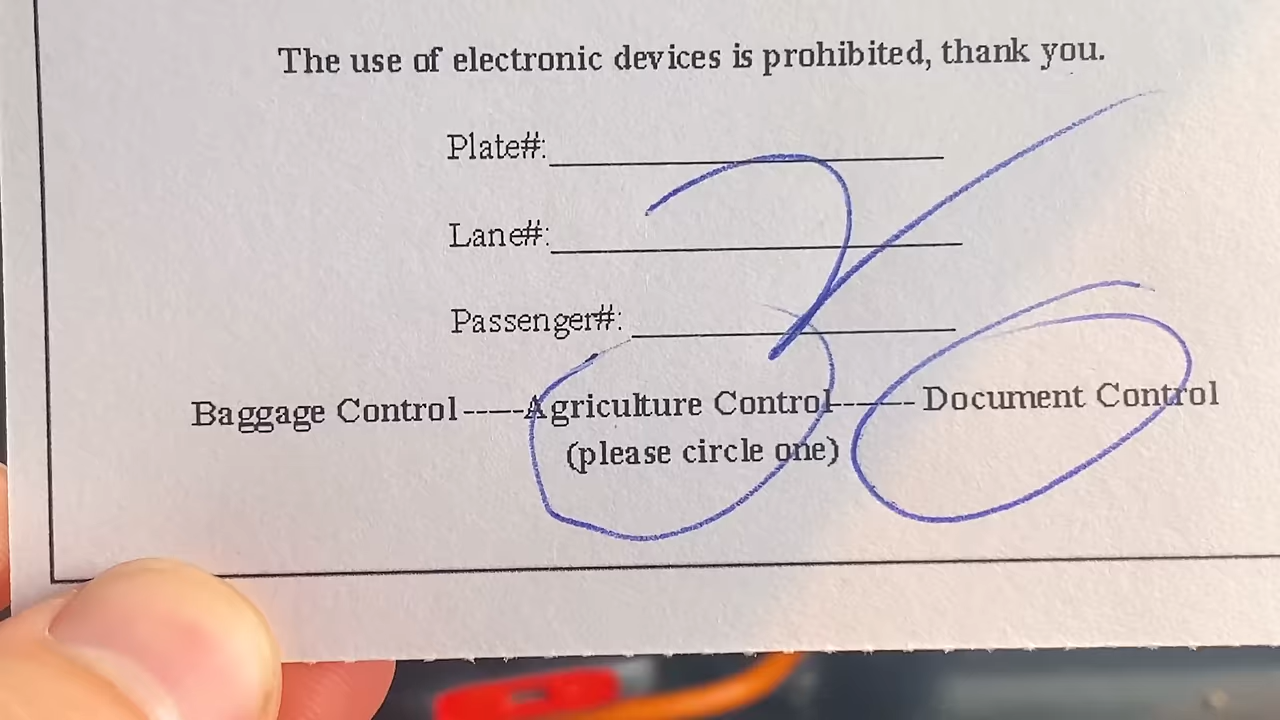 The use of electronic devices is prohibited, thank you.
Plate#:
Lane#:
Passenger#:
Baggage Control -----Agriculture Control------ Document Control
(please circle one)